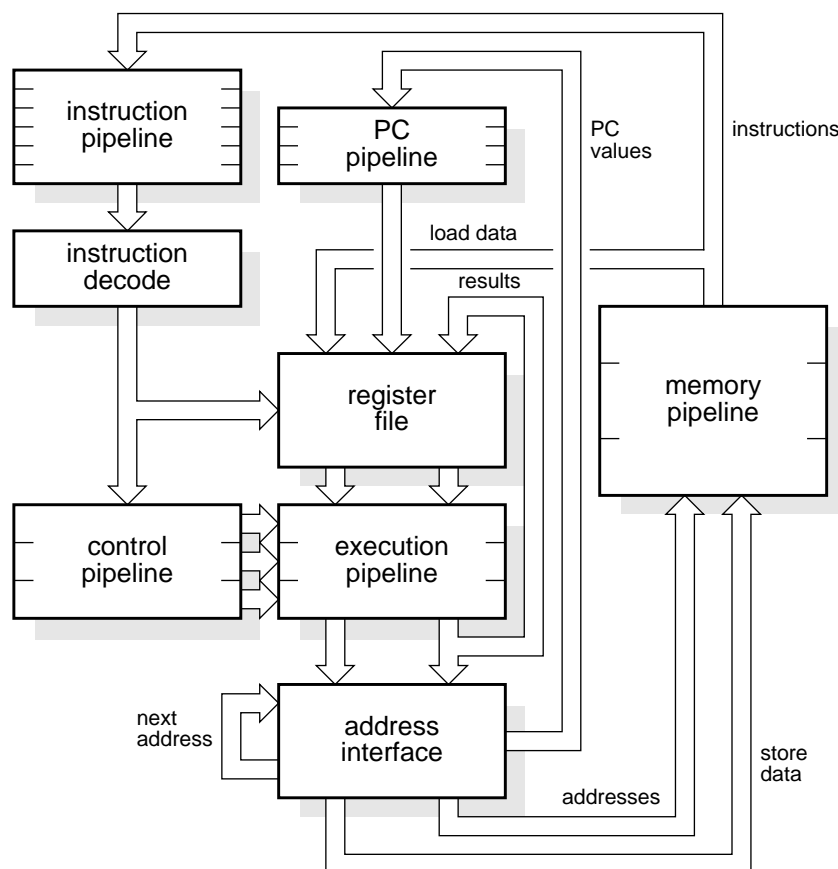 instruction
pipeline
PC
pipeline
PC
values
instructions
instruction
decode
load data
results
register
file
memory
pipeline
control
pipeline
execution
pipeline
next
address
address
interface
addresses
store
data